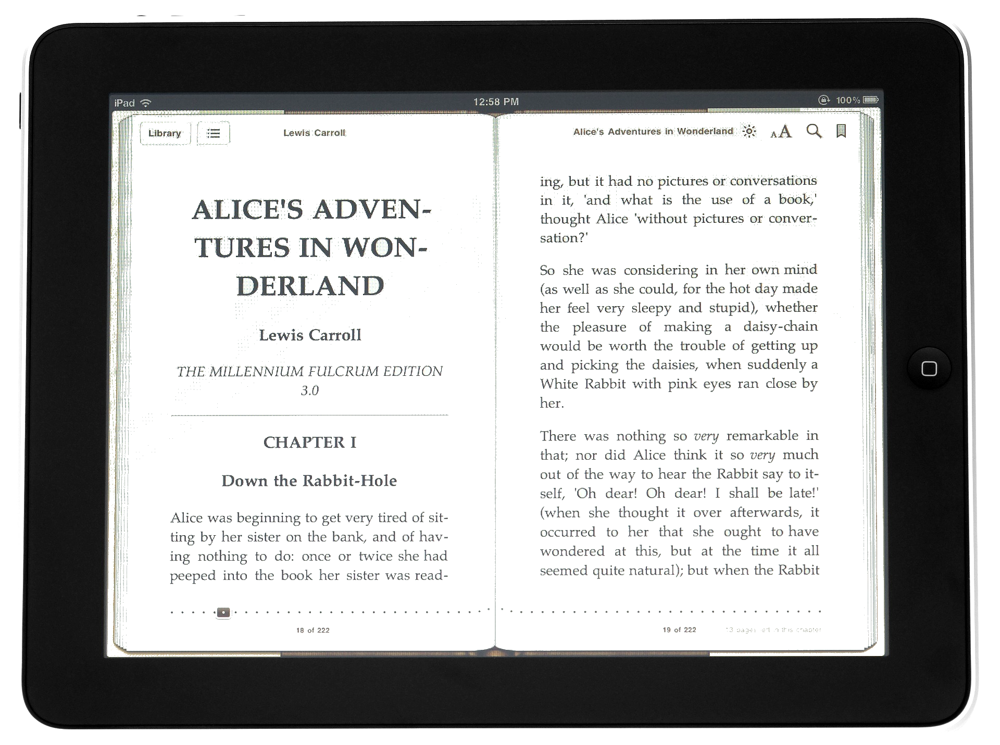 iPad
12:58 PM
100%
Library
Lewis Carroll
Alice's Adventures in Wonderland
AA
ALICE'S ADVEN-
TURES IN WON-
DERLAND
Lewis Carroll
THE MILLENNIUM FULCRUM EDITION
3.0
CHAPTER I
Down the Rabbit-Hole
Alice was beginning to get very tired of sit-
ting by her sister on the bank, and of hav-
ing nothing to do: once or twice she had
peeped into the book her sister was read-
18 of 222
ing, but it had no pictures or conversations
in it, 'and what is the use of a book,'
thought Alice 'without pictures or conver-
sation?'
So she was considering in her own mind
(as well as she could, for the hot day made
her feel very sleepy and stupid), whether
the pleasure of making a daisy-chain
would be worth the trouble of getting up
and picking the daisies, when suddenly a
White Rabbit with pink eyes ran close by
her.
There was nothing so very remarkable in
that; nor did Alice think it so very much
out of the way to hear the Rabbit say to it-
self, 'Oh dear! Oh dear! I shall be late!'
(when she thought it over afterwards, it
occurred to her that she ought to have
wondered at this, but at the time it all
seemed quite natural); but when the Rabbit
19 of 222
13 pages left in this chapter